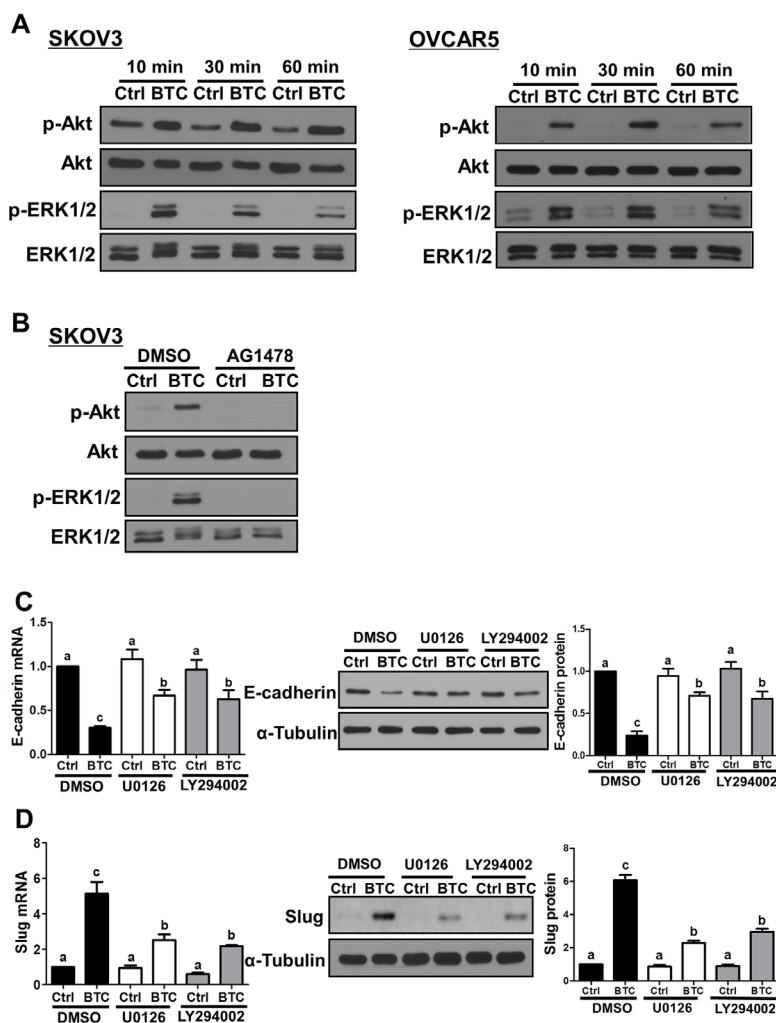 A
SKOV3
10 min 30 min 60 min
Ctrl BTC Ctrl BTC Ctrl BTC
p-Akt
Akt
p-ERK1/2
ERK1/2
OVCAR5
10 min 30 min 60 min
Ctrl BTC Ctrl BTC Ctrl BTC
p-Akt
Akt
p-ERK1/2
ERK1/2
B
SKOV3
DMSO AG1478
Ctrl BTC Ctrl BTC
p-Akt
Akt
p-ERK1/2
ERK1/2
C
E-cadherin mRNA
1.5
1.0
0.5
0.0
a c a b a b
Ctrl BTC Ctrl BTC Ctrl BTC
DMSO U0126 LY294002
DMSO U0126 LY294002
Ctrl BTC Ctrl BTC Ctrl BTC
E-cadherin
α-Tubulin
E-cadherin protein
1.5
1.0
0.5
0.0
a c a b a b
Ctrl BTC Ctrl BTC Ctrl BTC
DMSO U0126 LY294002
D
Slug mRNA
8
6
4
2
0
a c a b a b
Ctrl BTC Ctrl BTC Ctrl BTC
DMSO U0126 LY294002
DMSO U0126 LY294002
Ctrl BTC Ctrl BTC Ctrl BTC
Slug
α-Tubulin
Slug protein
8
6
4
2
0
a c a b a b
Ctrl BTC Ctrl BTC Ctrl BTC
DMSO U0126 LY294002